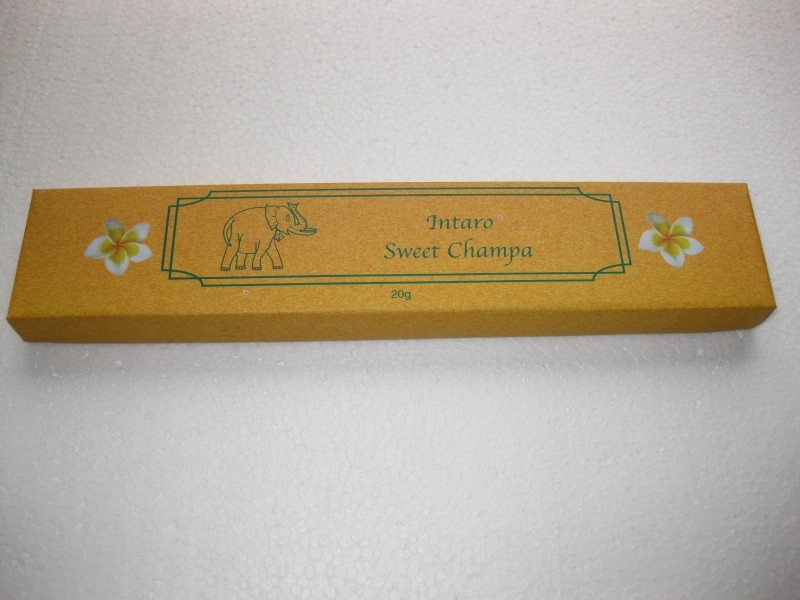 Intaro
Sweet Champa
20g